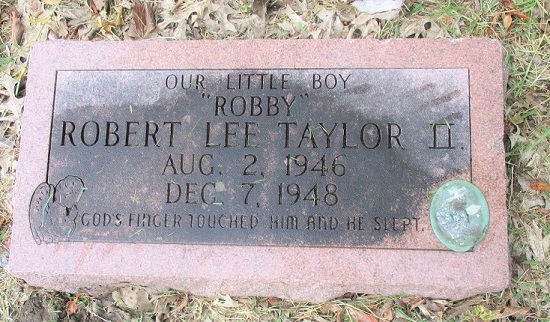 OUR LITTLE BOY
"ROBBY"
ROBERT LEE TAYLOR II.
AUG. 2, 1946
DEC. 7, 1948
GOD'S FINGER TOUCHED HIM AND HE SLEPT.